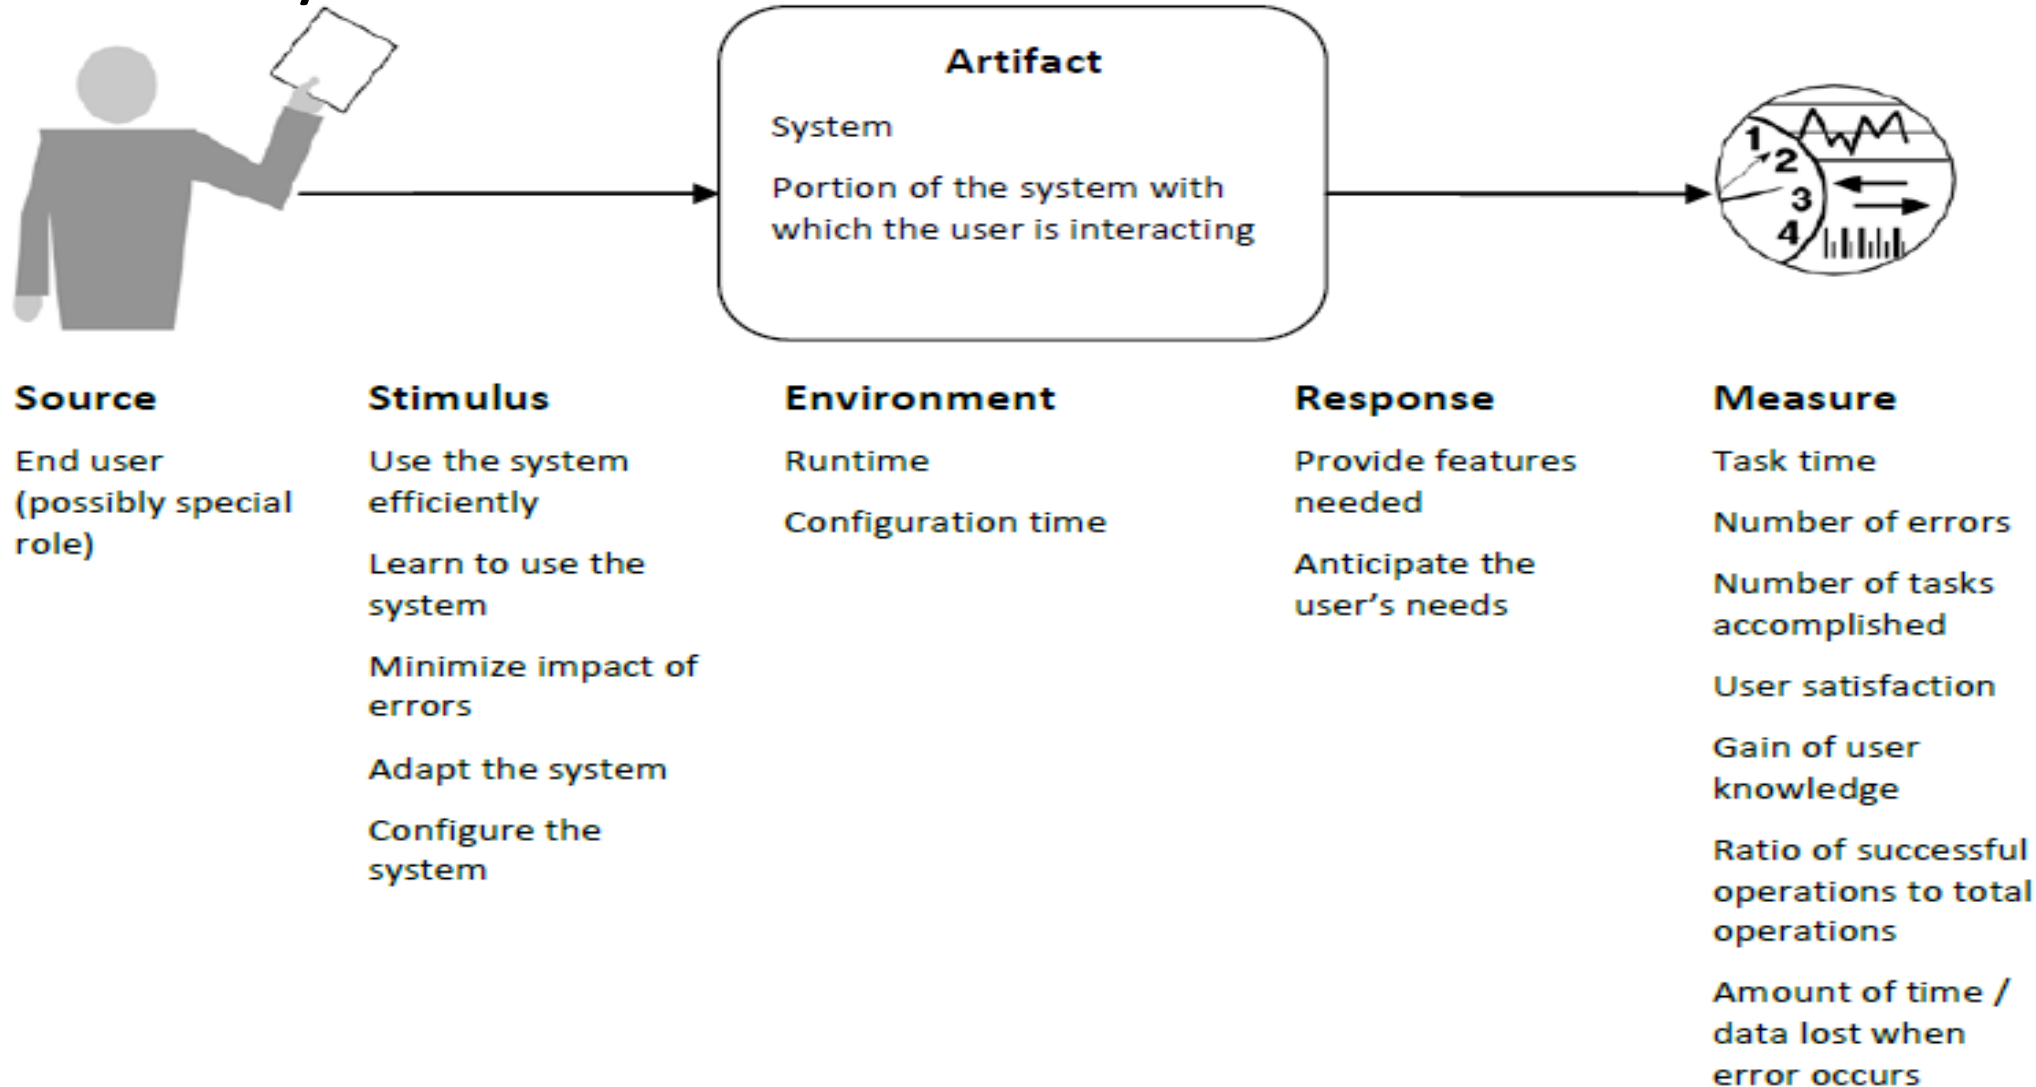 Artifact
System
Portion of the system with
which the user is interacting
1
2
3
4
Source
End user
(possibly special
role)
Stimulus
Use the system
efficiently
Learn to use the
system
Minimize impact of
errors
Adapt the system
Configure the
system
Environment
Runtime
Configuration time
Response
Provide features
needed
Anticipate the
user’s needs
Measure
Task time
Number of errors
Number of tasks
accomplished
User satisfaction
Gain of user
knowledge
Ratio of successful
operations to total
operations
Amount of time /
data lost when
error occurs